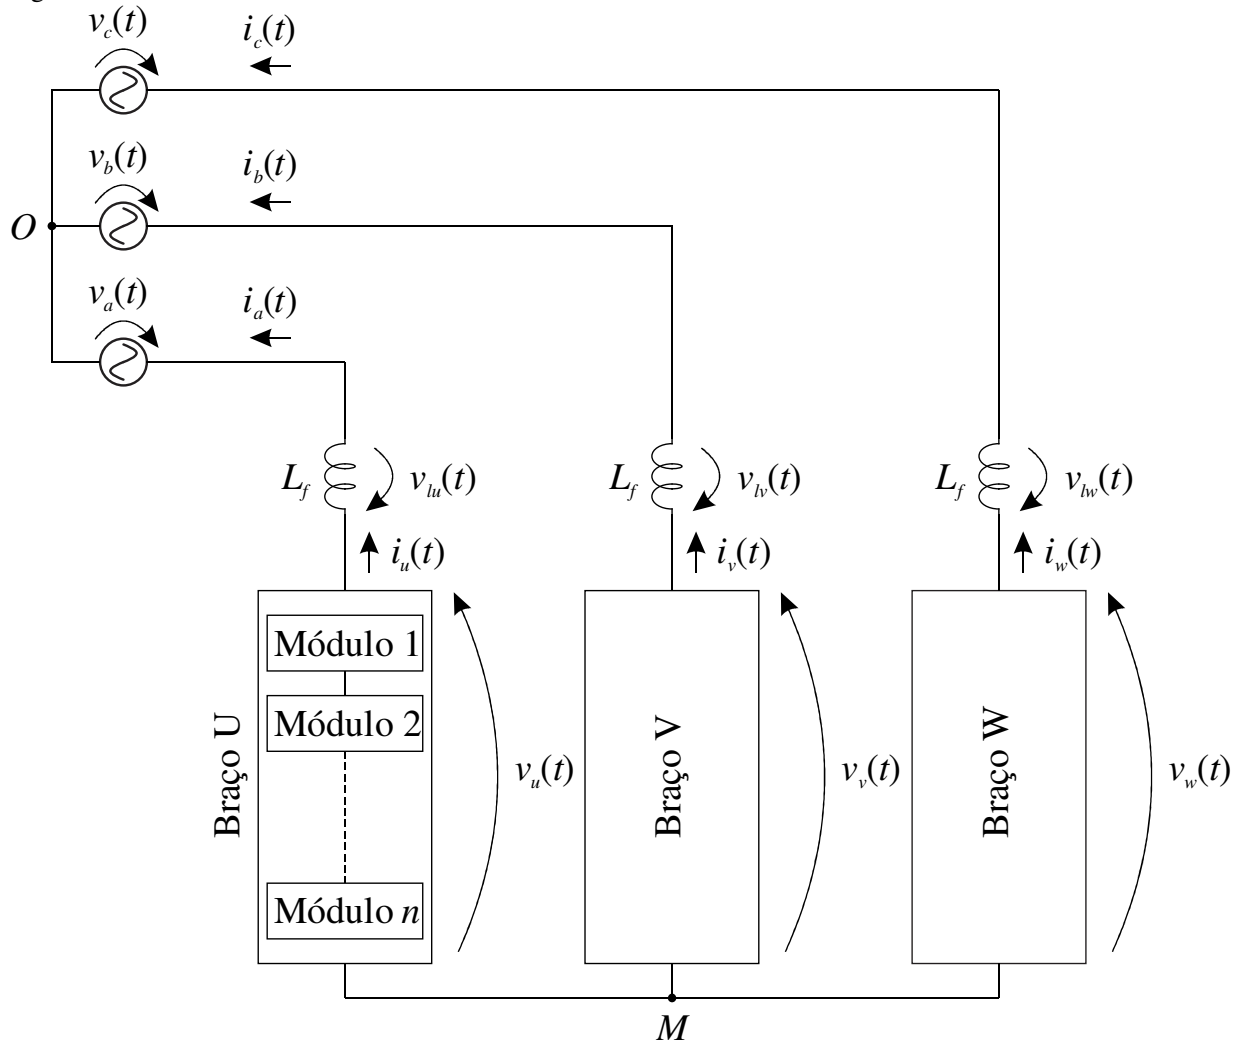 v_c(t)
i_c(t)
v_b(t)
i_b(t)
O
v_a(t)
i_a(t)
L_f v_lu(t) L_f v_lv(t) L_f v_lw(t)
i_u(t) i_v(t) i_w(t)
Braço U
Módulo 1
Módulo 2
Módulo n
v_u(t)
Braço V
v_v(t)
Braço W
v_w(t)
M